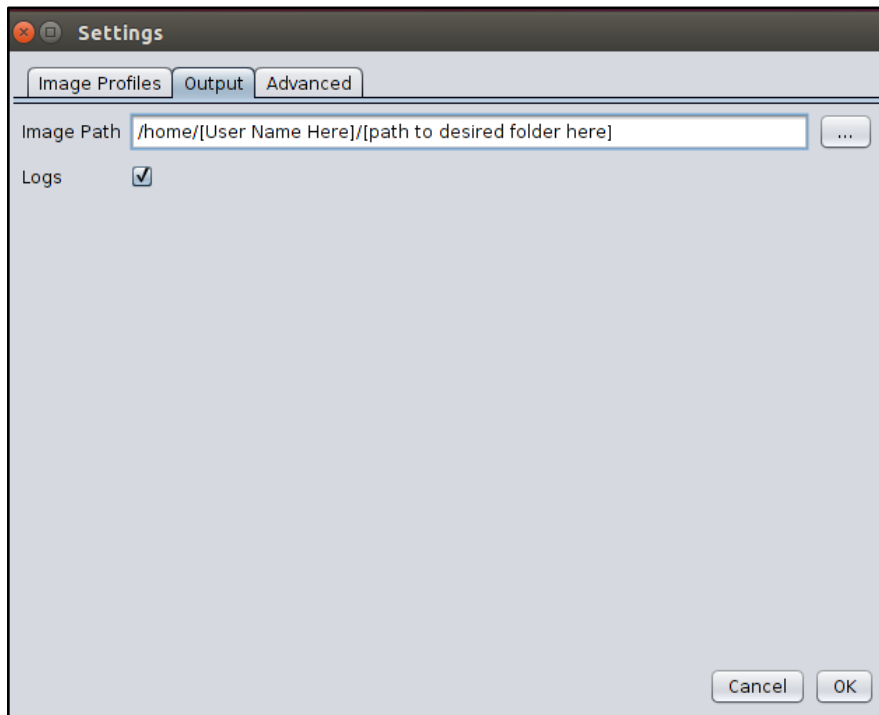 Settings
Image Profiles Output Advanced
Image Path /home/[User Name Here]/[path to desired folder here] ...
Logs
Cancel OK